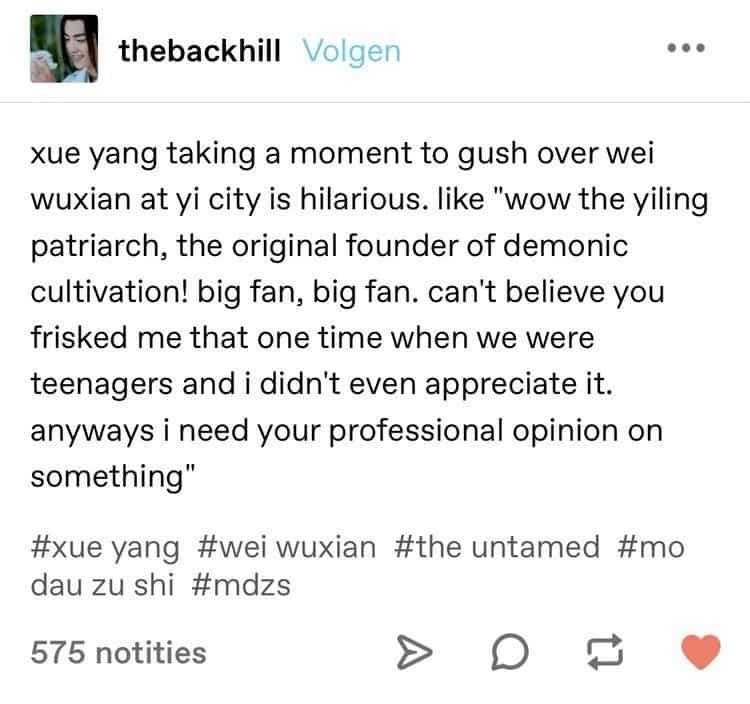 thebackhill Volgen
xue yang taking a moment to gush over wei
wuxian at yi city is hilarious. like "wow the yiling
patriarch, the original founder of demonic
cultivation! big fan, big fan. can't believe you
frisked me that one time when we were
teenagers and i didn't even appreciate it.
anyways i need your professional opinion on
something"
#xue yang #wei wuxian #the untamed #mo
dau zu shi #mdzs
575 notities